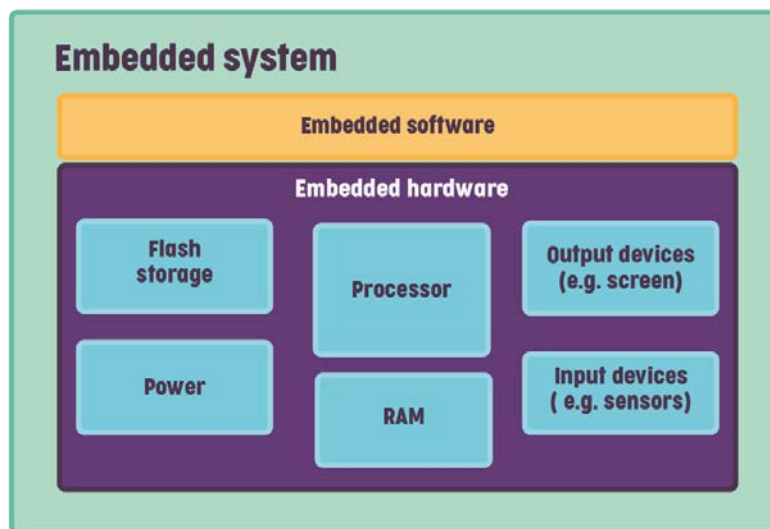 Embedded system
Embedded software
Embedded hardware
Flash
storage
Processor
Output devices
(e.g. screen)
Power
RAM
Input devices
( e.g. sensors)